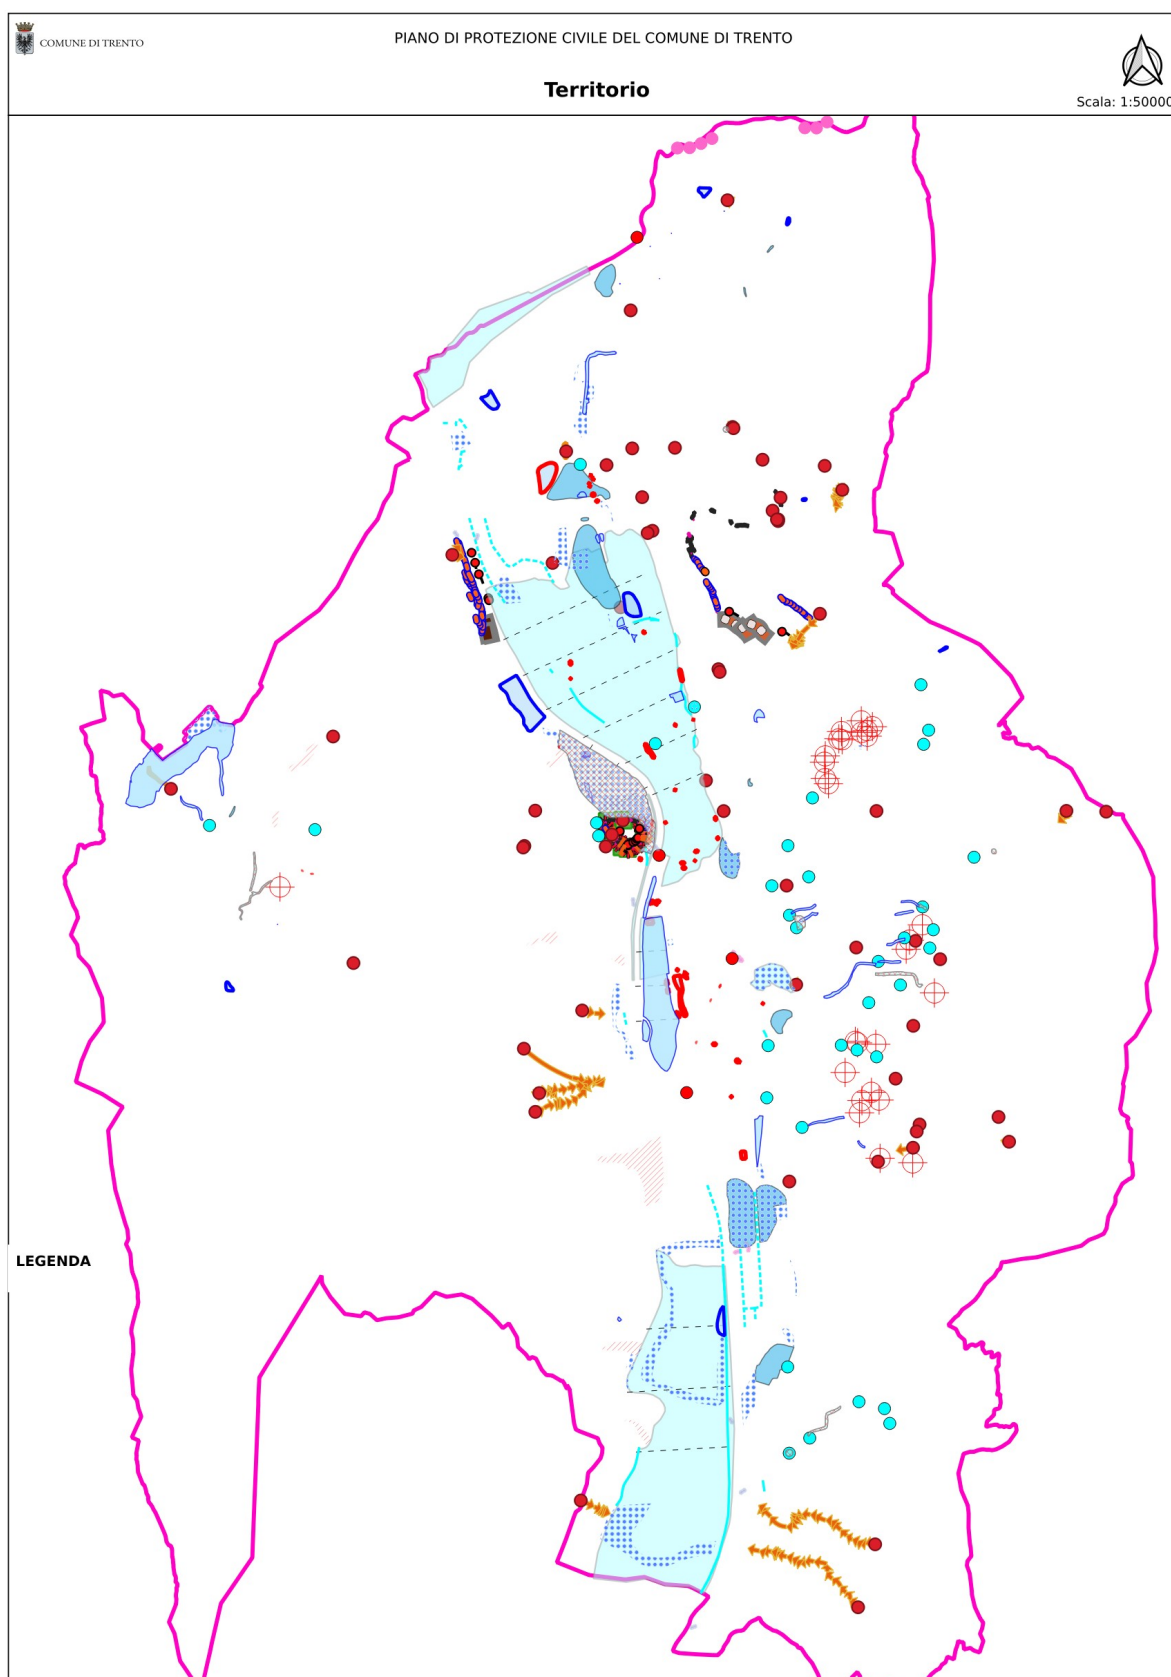 COMUNE DI TRENTO
PIANO DI PROTEZIONE CIVILE DEL COMUNE DI TRENTO
Territorio
Scala: 1:50000
LEGENDA